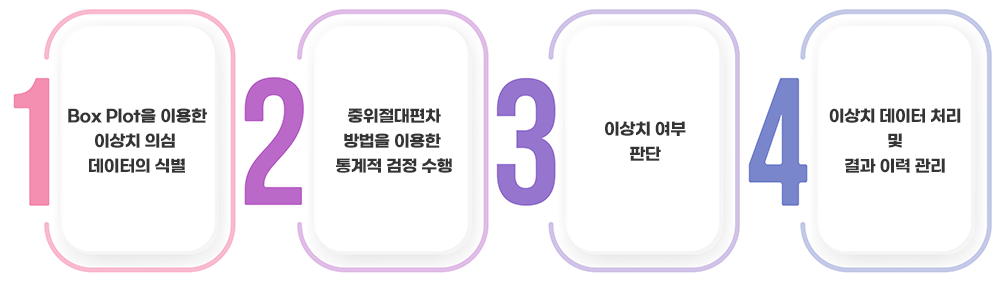 1
Box Plot을 이용한
이상치 의심
데이터의 식별
2
중위절대편차
방법을 이용한
통계적 검정 수행
3
이상치 여부
판단
4
이상치 데이터 처리
및
결과 이력 관리